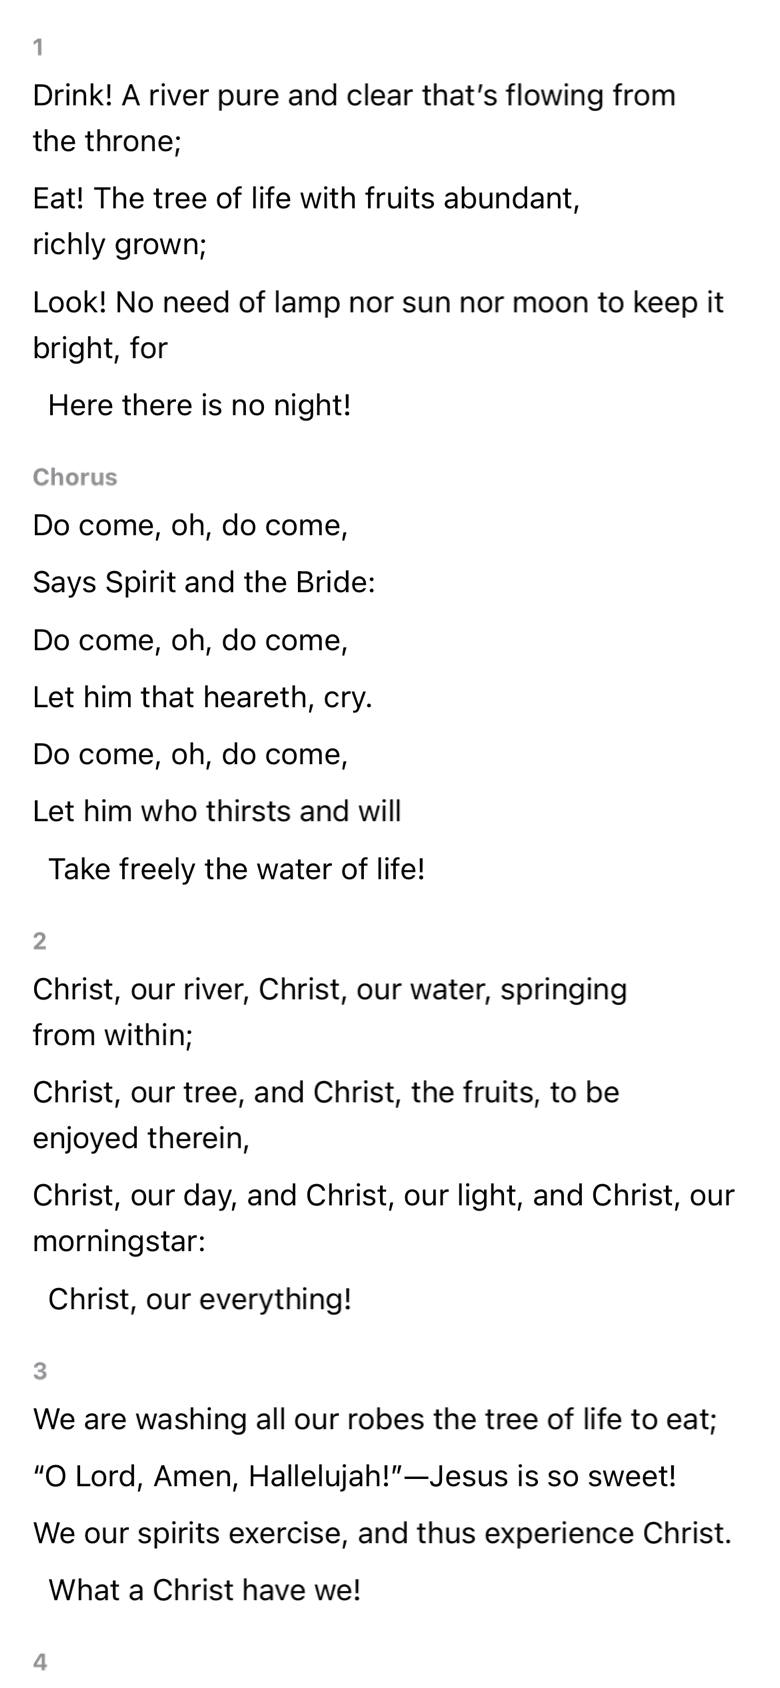 1
Drink! A river pure and clear that’s flowing from
the throne;
Eat! The tree of life with fruits abundant,
richly grown;
Look! No need of lamp nor sun nor moon to keep it
bright, for
Here there is no night!
Chorus
Do come, oh, do come,
Says Spirit and the Bride:
Do come, oh, do come,
Let him that heareth, cry.
Do come, oh, do come,
Let him who thirsts and will
Take freely the water of life!
2
Christ, our river, Christ, our water, springing
from within;
Christ, our tree, and Christ, the fruits, to be
enjoyed therein,
Christ, our day, and Christ, our light, and Christ, our
morningstar:
Christ, our everything!
3
We are washing all our robes the tree of life to eat;
“O Lord, Amen, Hallelujah!”—Jesus is so sweet!
We our spirits exercise, and thus experience Christ.
What a Christ have we!
4